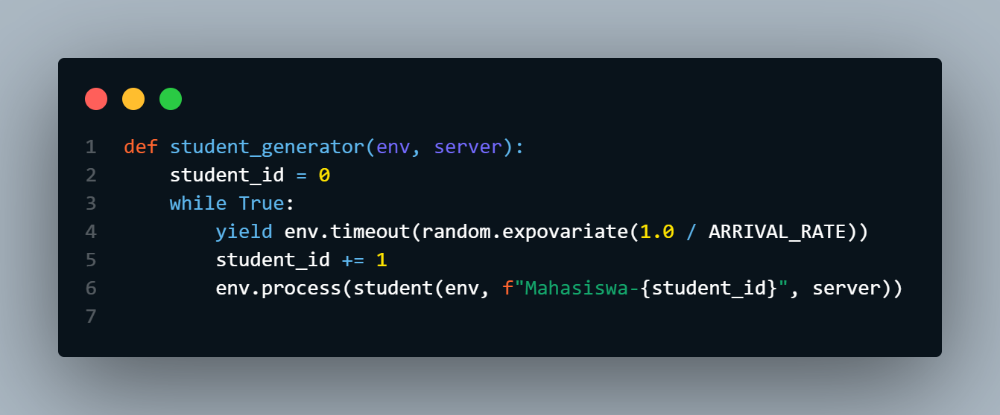 1 def student_generator(env, server):
2     student_id = 0
3     while True:
4         yield env.timeout(random.expovariate(1.0 / ARRIVAL_RATE))
5         student_id += 1
6         env.process(student(env, f"Mahasiswa-{student_id}", server))
7